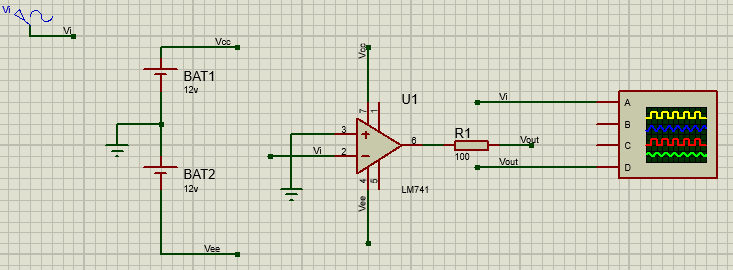 Vi
Vi
Vcc
BAT1
12v
BAT2
12v
Vee
Vcc
U1
7
1
3
6
Vi
2
4
5
LM741
Vee
R1
100
Vout
Vi
Vout
A
B
C
D